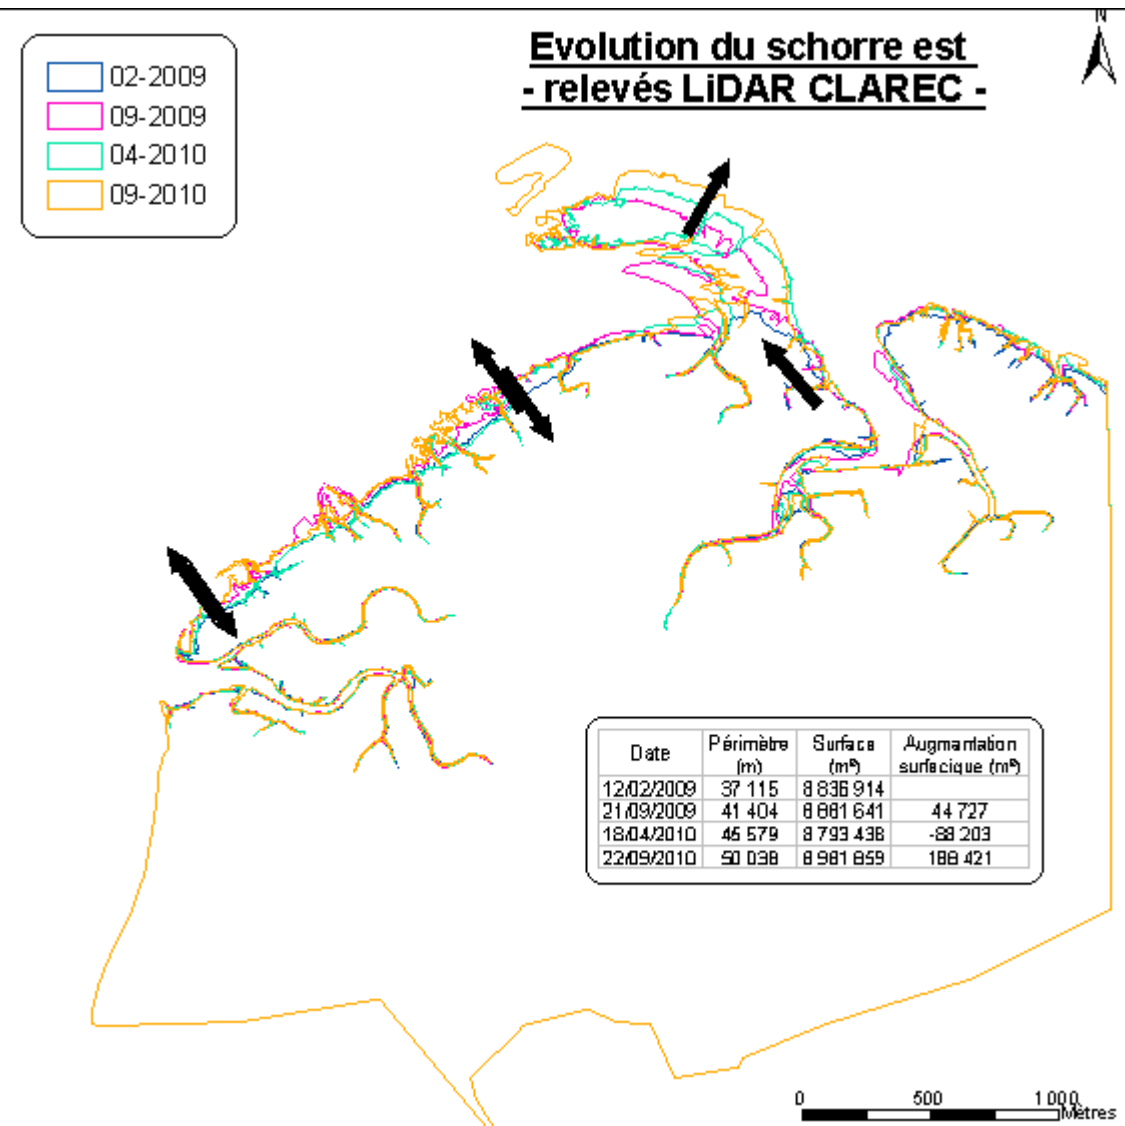 N
Evolution du schorre est
- relevés LiDAR CLAREC -
02-2009
09-2009
04-2010
09-2010
Date Périmètre (m) Surface (m²) Augmantation surfacique (m²)
12/02/2009 37 115 8 836 914
21/09/2009 41 404 8 881 641 44 727
18/04/2010 45 579 8 793 438 -88 203
22/09/2010 50 038 8 981 859 188 421
0 500 1 000
Mètres